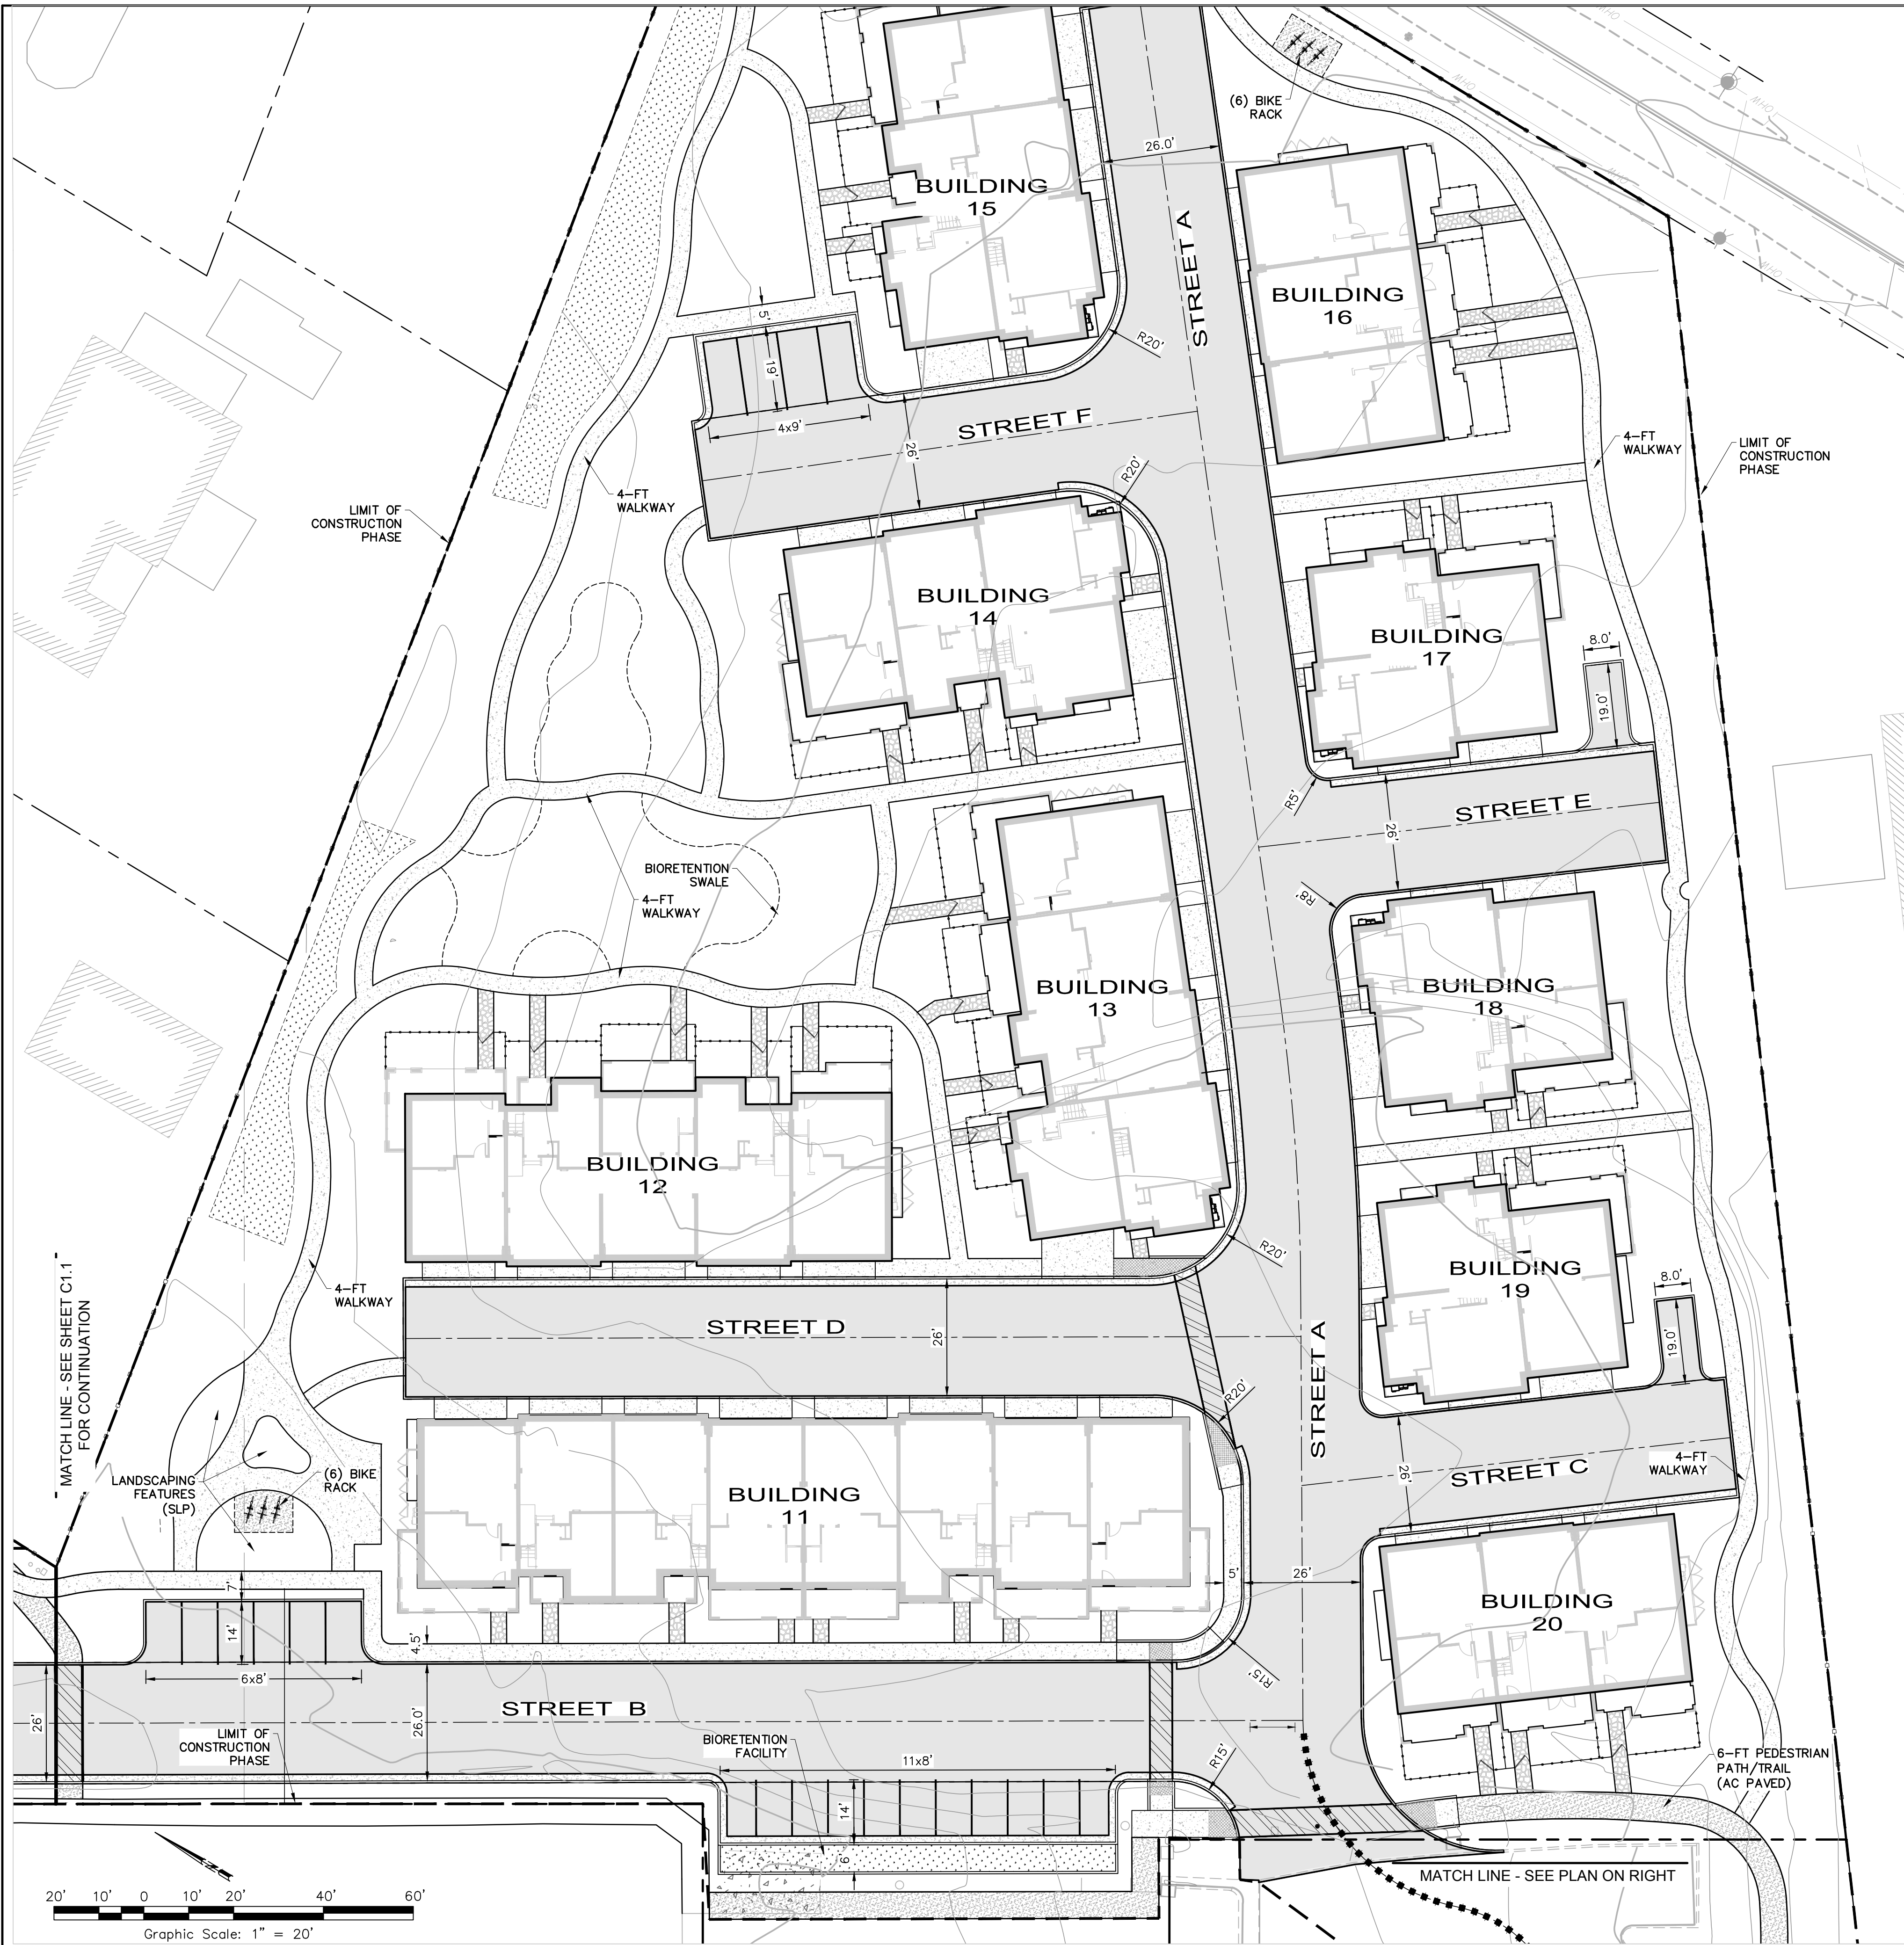 OHW
OHW
OHW
OHW
OHW
(6) BIKE
RACK
26.0'
BUILDING
15
STREET A
BUILDING
16
5'
R20'
19'
4x9'
STREET F
26'
R20'
4-FT
WALKWAY
LIMIT OF
CONSTRUCTION
PHASE
4-FT
WALKWAY
LIMIT OF
CONSTRUCTION
PHASE
BUILDING
14
BUILDING
17
8.0'
19.0'
R5'
STREET E
26'
BIORETENTION
SWALE
4-FT
WALKWAY
R8'
BUILDING
13
BUILDING
18
BUILDING
12
R20'
BUILDING
19
8.0'
19.0'
MATCH LINE - SEE SHEET C1.1
FOR CONTINUATION
4-FT
WALKWAY
STREET D
26'
STREET A
R20'
26'
STREET C
4-FT
WALKWAY
LANDSCAPING
FEATURES
(SLP)
(6) BIKE
RACK
BUILDING
11
5'
26'
BUILDING
20
7'
14'
4.5'
6x8'
R15'
STREET B
26'
26.0'
LIMIT OF
CONSTRUCTION
PHASE
BIORETENTION
FACILITY
11x8'
R15'
14'
6'
6-FT PEDESTRIAN
PATH/TRAIL
(AC PAVED)
MATCH LINE - SEE PLAN ON RIGHT
20' 10' 0 10' 20' 40' 60'
Graphic Scale: 1" = 20'